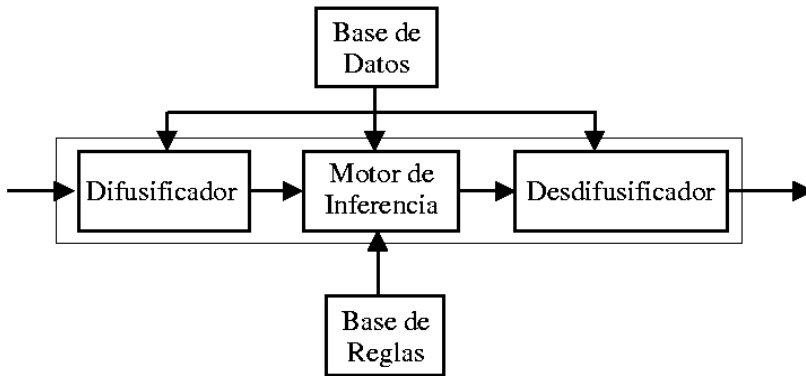 Base de
Datos
Difusificador
Motor de
Inferencia
Desdifusificador
Base de
Reglas